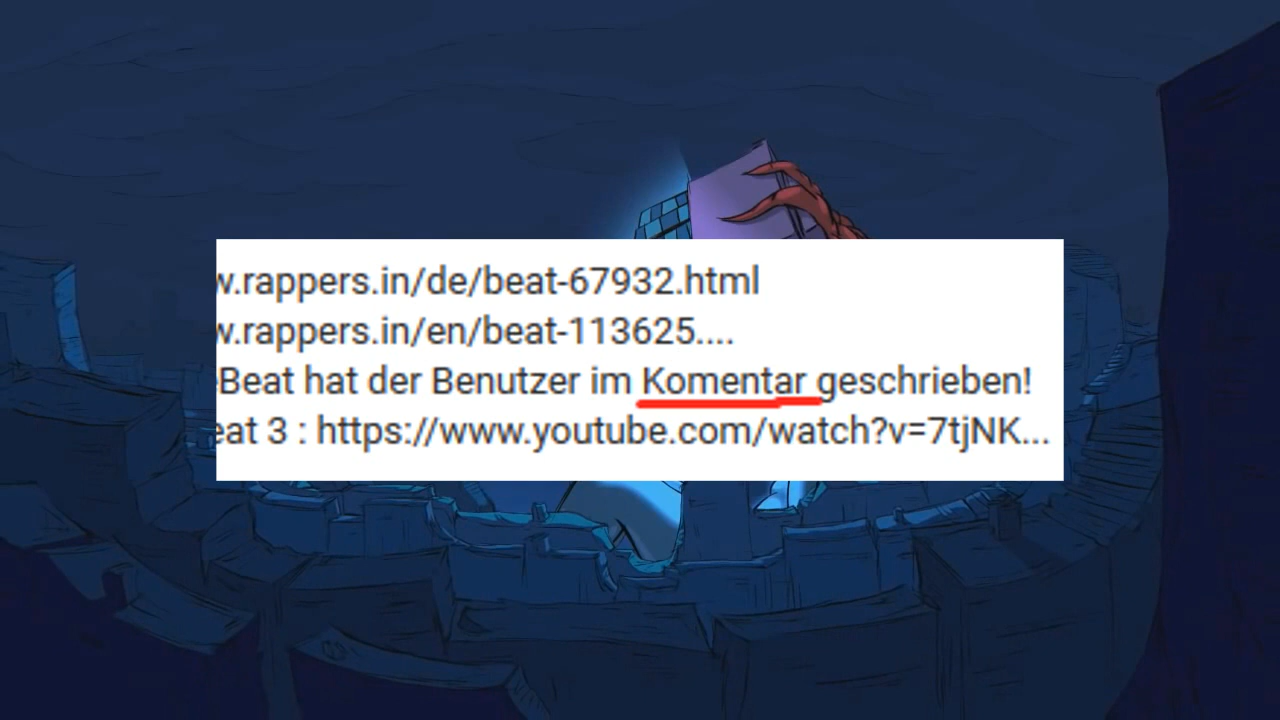 w.rappers.in/de/beat-67932.html
w.rappers.in/en/beat-113625....
Beat hat der Benutzer im Komentar geschrieben!
eat 3 : https://www.youtube.com/watch?v=7tjNK...